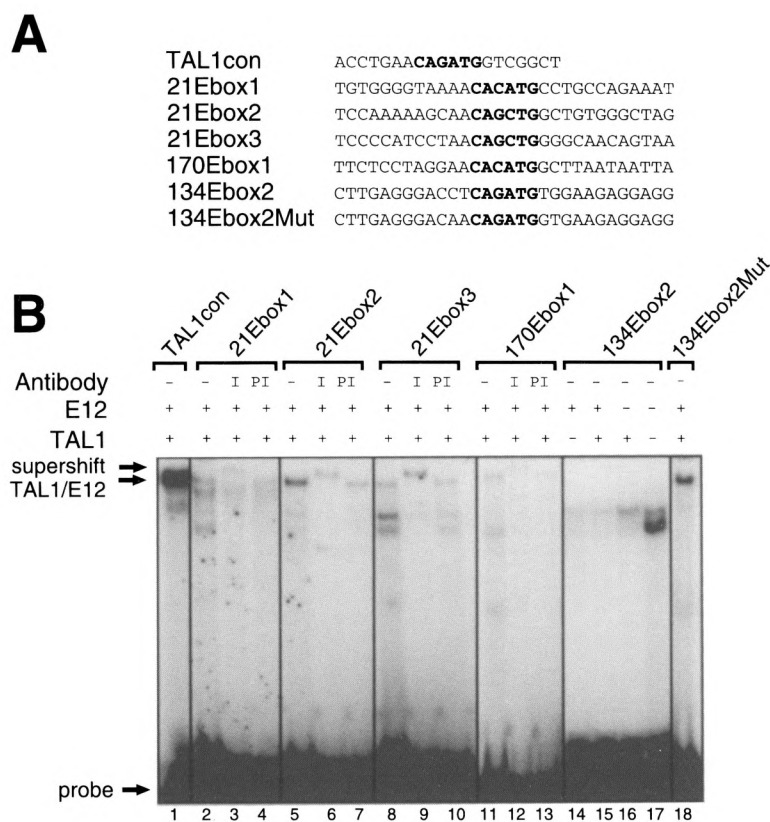 A
TAL1con ACCTGAACAGATGGTCGGCT
21Ebox1 TGTGGGGTAAAACACATGCCTGCCAGAAAT
21Ebox2 TCCAAAAAGCAACAGCTGGCTGTGGGCTAG
21Ebox3 TCCCCATCCTAACAGCTGGGGCAACAGTAA
170Ebox1 TTCTCCTAGGAACACATGGCTTAATAATTA
134Ebox2 CTTGAGGGACCTCAGATGTGGAAGAGGAGG
134Ebox2Mut CTTGAGGGACAACAGATGGTGAAGAGGAGG
B
TAL1con 21Ebox1 21Ebox2 21Ebox3 170Ebox1 134Ebox2 134Ebox2Mut
Antibody - - I PI - I PI - I PI - I PI - - - - -
E12 + + + + + + + + + + + + + + + - - +
TAL1 + + + + + + + + + + + + + - + + - +
supershift
TAL1/E12
probe
1 2 3 4 5 6 7 8 9 10 11 12 13 14 15 16 17 18